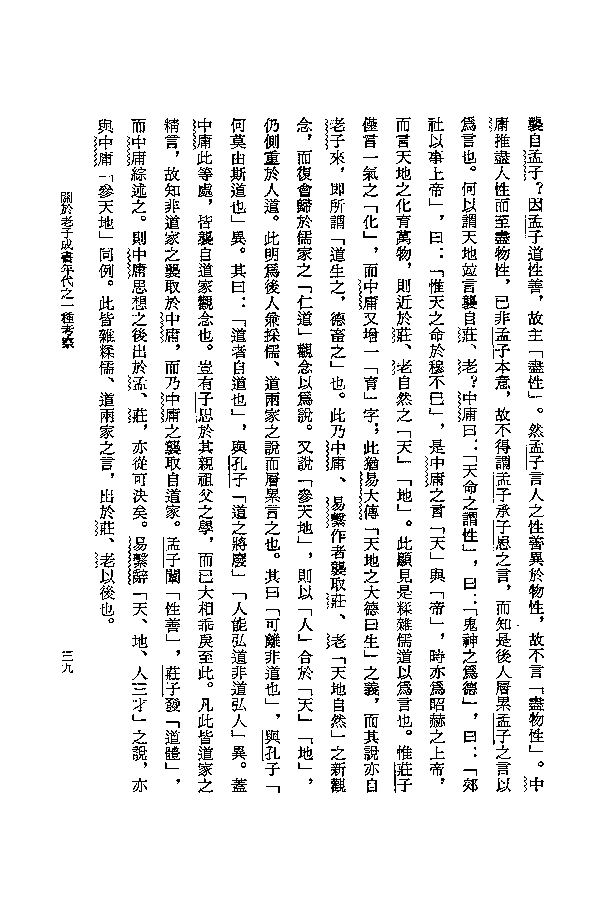 襲自孟子？因孟子道性善，故主「盡性」。然孟子言人之性善異於物性，故不言「盡物性」。中
庸推盡人性而至盡物性，已非孟子本意，故不得謂孟子承子思之言，而知是後人層累孟子之言以
爲言也。何以謂天地竝言襲自莊、老？中庸曰：「天命之謂性」，曰：「鬼神之爲德」，曰：「郊
社以事上帝」，曰：「惟天之命於穆不已」，是中庸之言「天」與「帝」，時亦爲昭赫之上帝，
而言天地之化育萬物，則近於莊、老自然之「天」「地」。此顯見是糅雜儒道以爲言也。惟莊子
僅言一氣之「化」，而中庸又增一「育」字，此猶易大傳「天地之大德曰生」之義，而其說亦自
老子來，即所謂「道生之，德畜之」也。此乃中庸、易繫作者襲取莊、老「天地自然」之新觀
念，而復會歸於儒家之「仁道」觀念以爲說。又說「參天地」，則以「人」合於「天」「地」，
仍側重於人道。此明爲後人兼採儒、道兩家之說而層累言之也。其曰「可離非道也」，與孔子「
何莫由斯道也」異。其曰：「道者自道也」，與孔子「道之將廢」「人能弘道非道弘人」異。蓋
中庸此等處，皆襲自道家觀念也。豈有子思於其親祖父之學，而已大相乖戾至此。凡此皆道家之
精言，故知非道家之襲取於中庸，而乃中庸之襲取自道家。孟子闡「性善」，莊子發「道體」，
而中庸綜述之。則中庸思想之後出於孟、莊，亦從可決矣。易繫辭「天、地、人三才」之說，亦
與中庸「參天地」同例。此皆雜糅儒、道兩家之言，出於莊、老以後也。
關於老子成書年代之一種考察
三九